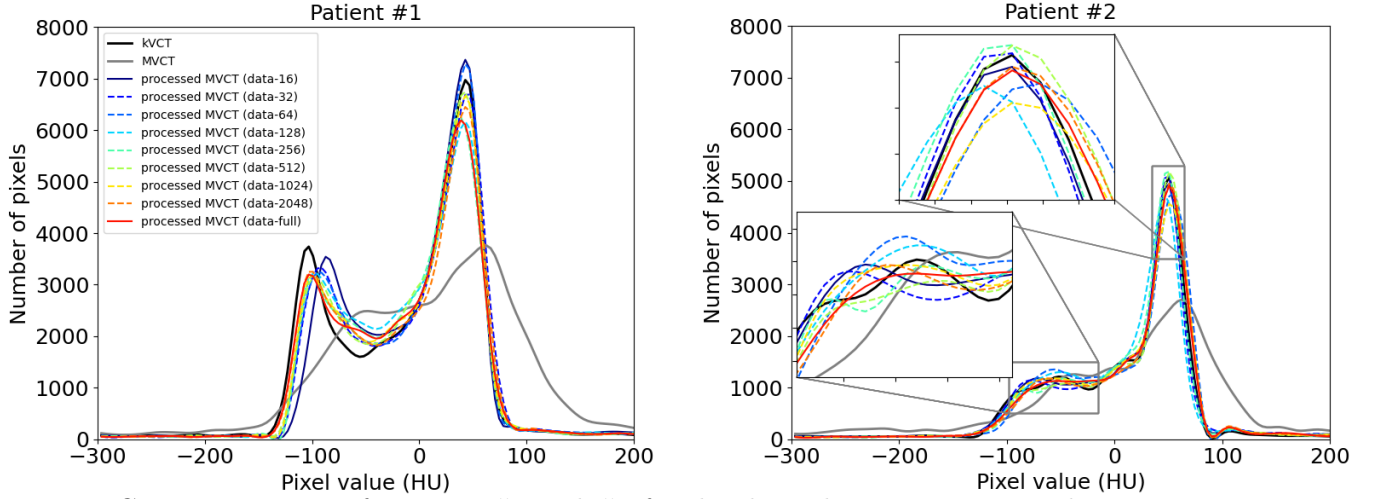 Patient #1
Number of pixels
8000
7000
6000
5000
4000
3000
2000
1000
0
kVCT
MVCT
processed MVCT (data-16)
processed MVCT (data-32)
processed MVCT (data-64)
processed MVCT (data-128)
processed MVCT (data-256)
processed MVCT (data-512)
processed MVCT (data-1024)
processed MVCT (data-2048)
processed MVCT (data-full)
−300 −200 −100 0 100 200
Pixel value (HU)
Patient #2
Number of pixels
8000
7000
6000
5000
4000
3000
2000
1000
0
−300 −200 −100 0 100 200
Pixel value (HU)